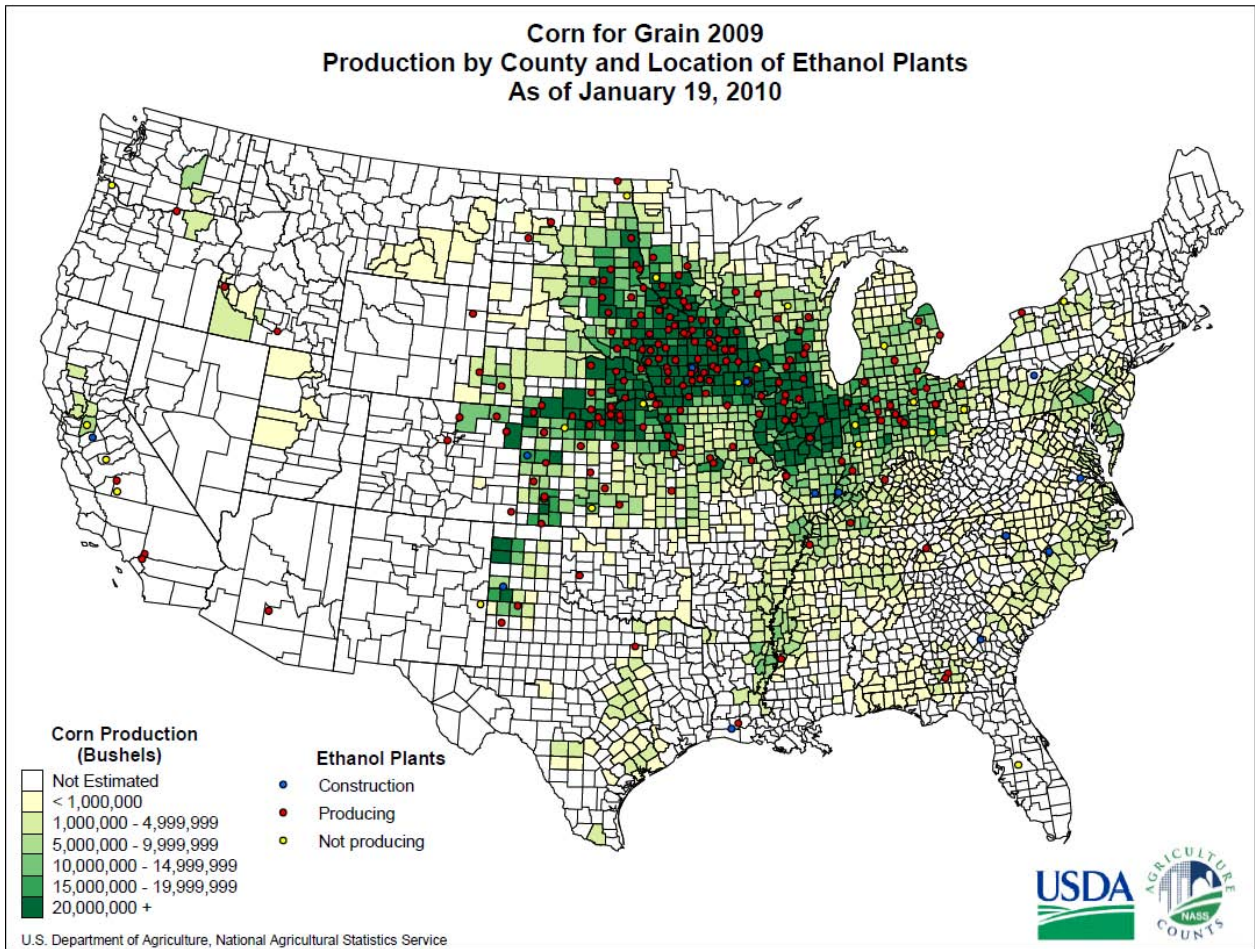 Corn for Grain 2009
Production by County and Location of Ethanol Plants
As of January 19, 2010
Corn Production
(Bushels)
Not Estimated
< 1,000,000
1,000,000 - 4,999,999
5,000,000 - 9,999,999
10,000,000 - 14,999,999
15,000,000 - 19,999,999
20,000,000 +
Ethanol Plants
Construction
Producing
Not producing
USDA
AGRICULTURE
NASS
COUNTS
U.S. Department of Agriculture, National Agricultural Statistics Service